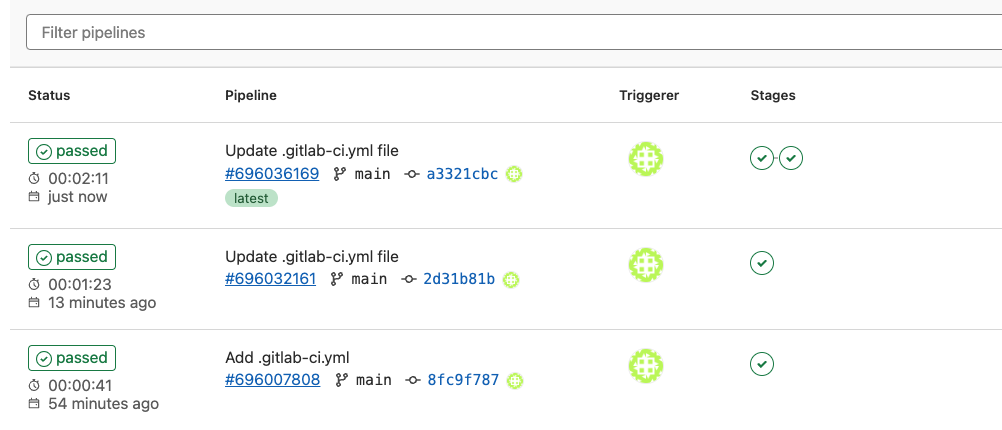 Filter pipelines
Status Pipeline Triggerer Stages
passed Update .gitlab-ci.yml file
00:02:11 #696036169 main a3321cbc
just now latest
passed Update .gitlab-ci.yml file
00:01:23 #696032161 main 2d31b81b
13 minutes ago
passed Add .gitlab-ci.yml
00:00:41 #696007808 main 8fc9f787
54 minutes ago